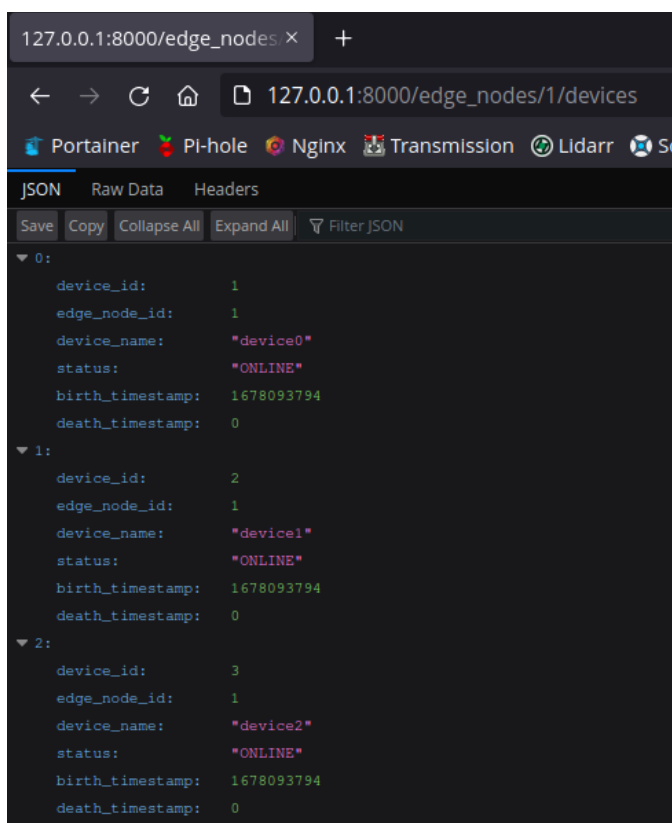 127.0.0.1:8000/edge_nodes
127.0.0.1:8000/edge_nodes/1/devices
Portainer Pi-hole Nginx Transmission Lidarr
JSON Raw Data Headers
Save Copy Collapse All Expand All Filter JSON
0:
device_id: 1
edge_node_id: 1
device_name: "device0"
status: "ONLINE"
birth_timestamp: 1678093794
death_timestamp: 0
1:
device_id: 2
edge_node_id: 1
device_name: "device1"
status: "ONLINE"
birth_timestamp: 1678093794
death_timestamp: 0
2:
device_id: 3
edge_node_id: 1
device_name: "device2"
status: "ONLINE"
birth_timestamp: 1678093794
death_timestamp: 0